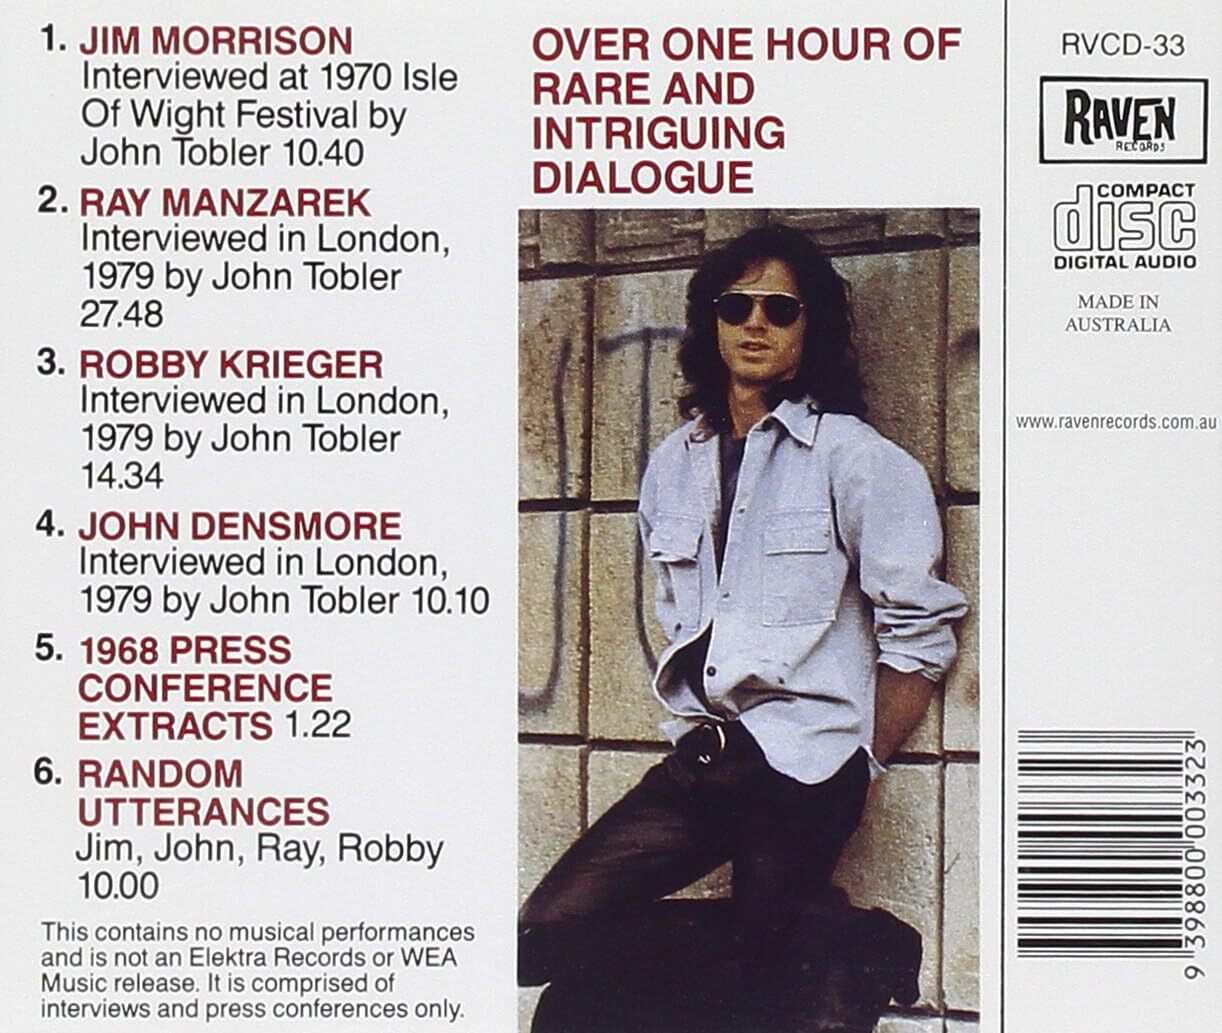 1. JIM MORRISON
Interviewed at 1970 Isle
Of Wight Festival by
John Tobler 10.40
2. RAY MANZAREK
Interviewed in London,
1979 by John Tobler
27.48
3. ROBBY KRIEGER
Interviewed in London,
1979 by John Tobler
14.34
4. JOHN DENSMORE
Interviewed in London,
1979 by John Tobler 10.10
5. 1968 PRESS
CONFERENCE
EXTRACTS 1.22
6. RANDOM
UTTERANCES
Jim, John, Ray, Robby
10.00
This contains no musical performances
and is not an Elektra Records or WEA
Music release. It is comprised of
interviews and press conferences only.
OVER ONE HOUR OF
RARE AND
INTRIGUING
DIALOGUE
RVCD-33
RAVEN
RECORDS
COMPACT
disc
DIGITAL AUDIO
MADE IN
AUSTRALIA
www.ravenrecords.com.au
9 398800 003323